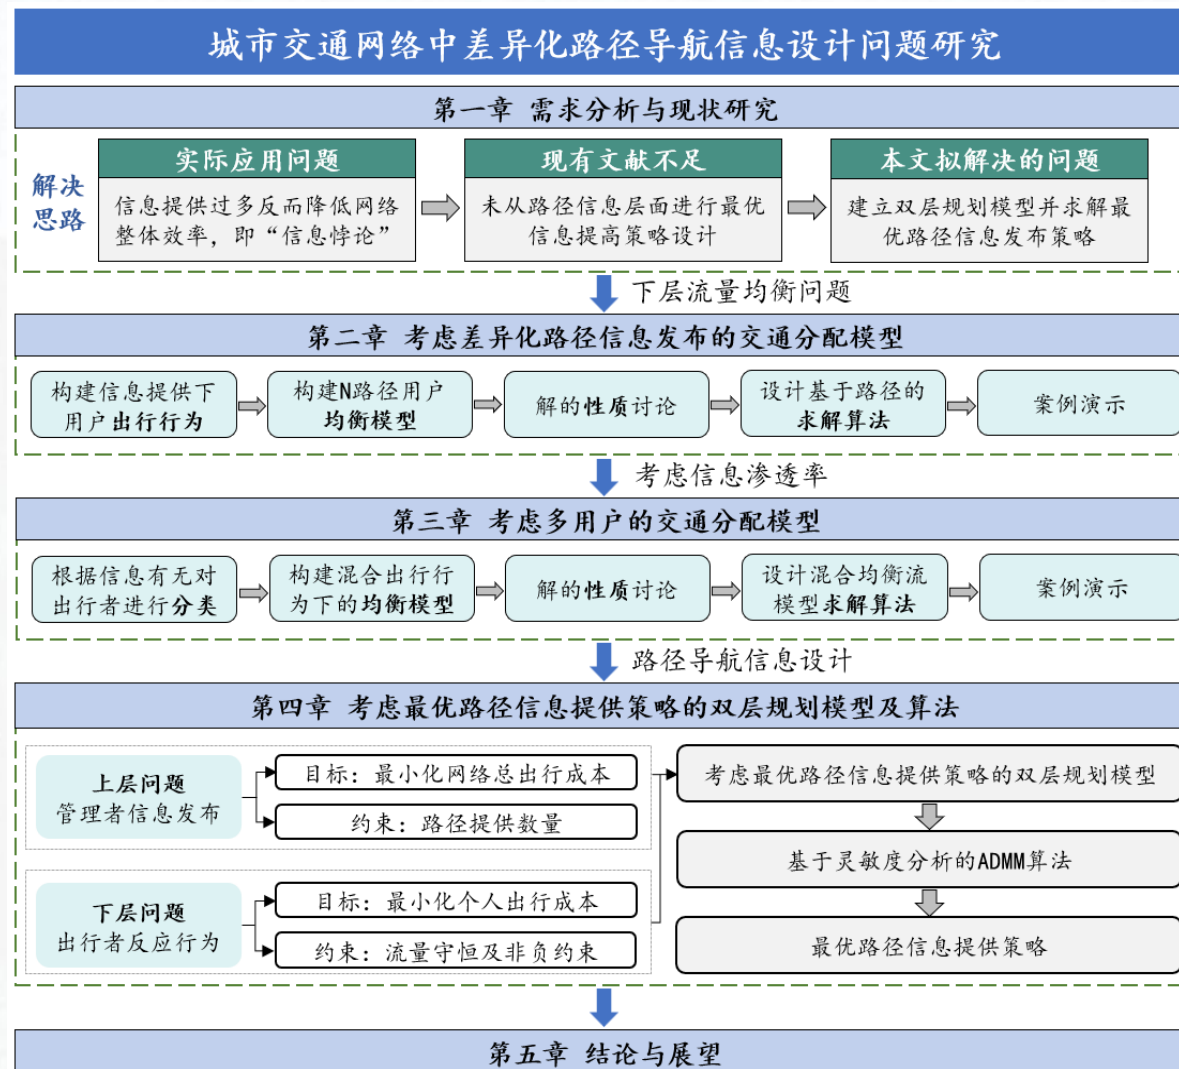 城市交通网络中差异化路径导航信息设计问题研究
第一章 需求分析与现状研究
解决
思路
实际应用问题
信息提供过多反而降低网络
整体效率，即“信息悖论”
现有文献不足
未从路径信息层面进行最优
信息提高策略设计
本文拟解决的问题
建立双层规划模型并求解最
优路径信息发布策略
下层流量均衡问题
第二章 考虑差异化路径信息发布的交通分配模型
构建信息提供下
用户出行行为
构建N路径用户
均衡模型
解的性质讨论
设计基于路径的
求解算法
案例演示
考虑信息渗透率
第三章 考虑多用户的交通分配模型
根据信息有无对
出行者进行分类
构建混合出行行
为下的均衡模型
解的性质讨论
设计混合均衡流
模型求解算法
案例演示
路径导航信息设计
第四章 考虑最优路径信息提供策略的双层规划模型及算法
上层问题
管理者信息发布
目标：最小化网络总出行成本
约束：路径提供数量
下层问题
出行者反应行为
目标：最小化个人出行成本
约束：流量守恒及非负约束
考虑最优路径信息提供策略的双层规划模型
基于灵敏度分析的ADMM算法
最优路径信息提供策略
第五章 结论与展望